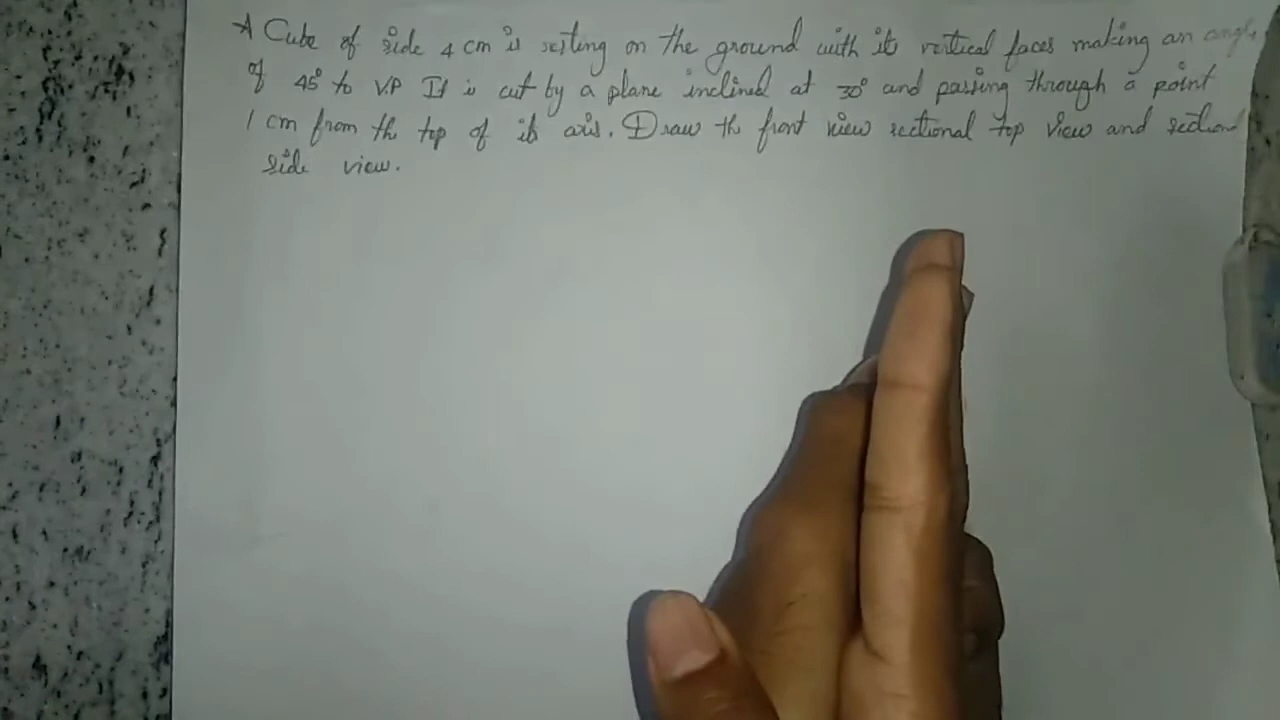 A Cube of side 4 cm is resting on the ground with its vertical faces making an angle
of 45° to V.P It is cut by a plane inclined at 30° and passing through a point
1 cm from the top of its axis. Draw the front view sectional top view and section
side view.